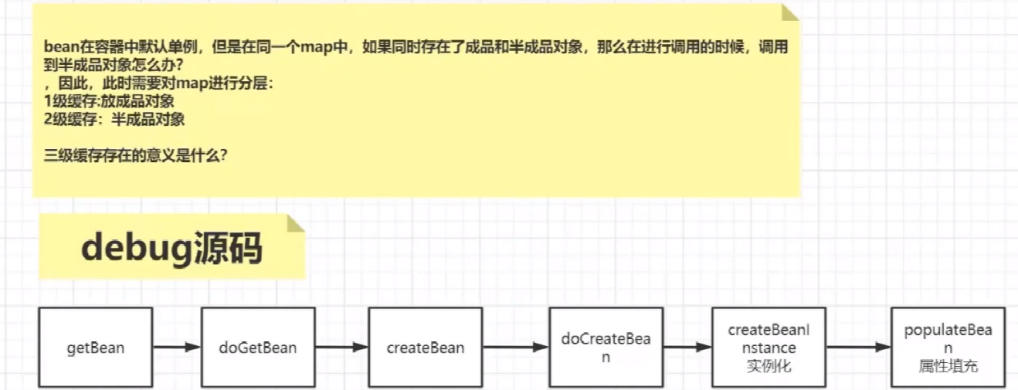 bean在容器中默认单例，但是在同一个map中，如果同时存在了成品和半成品对象，那么在进行调用的时候，调用
到半成品对象怎么办?
，因此，此时需要对map进行分层:
1级缓存:放成品对象
2级缓存：半成品对象
三级缓存存在的意义是什么?
debug源码
getBean
doGetBean
createBean
doCreateBea
n
createBeanI
nstance
实例化
populateBea
n
属性填充